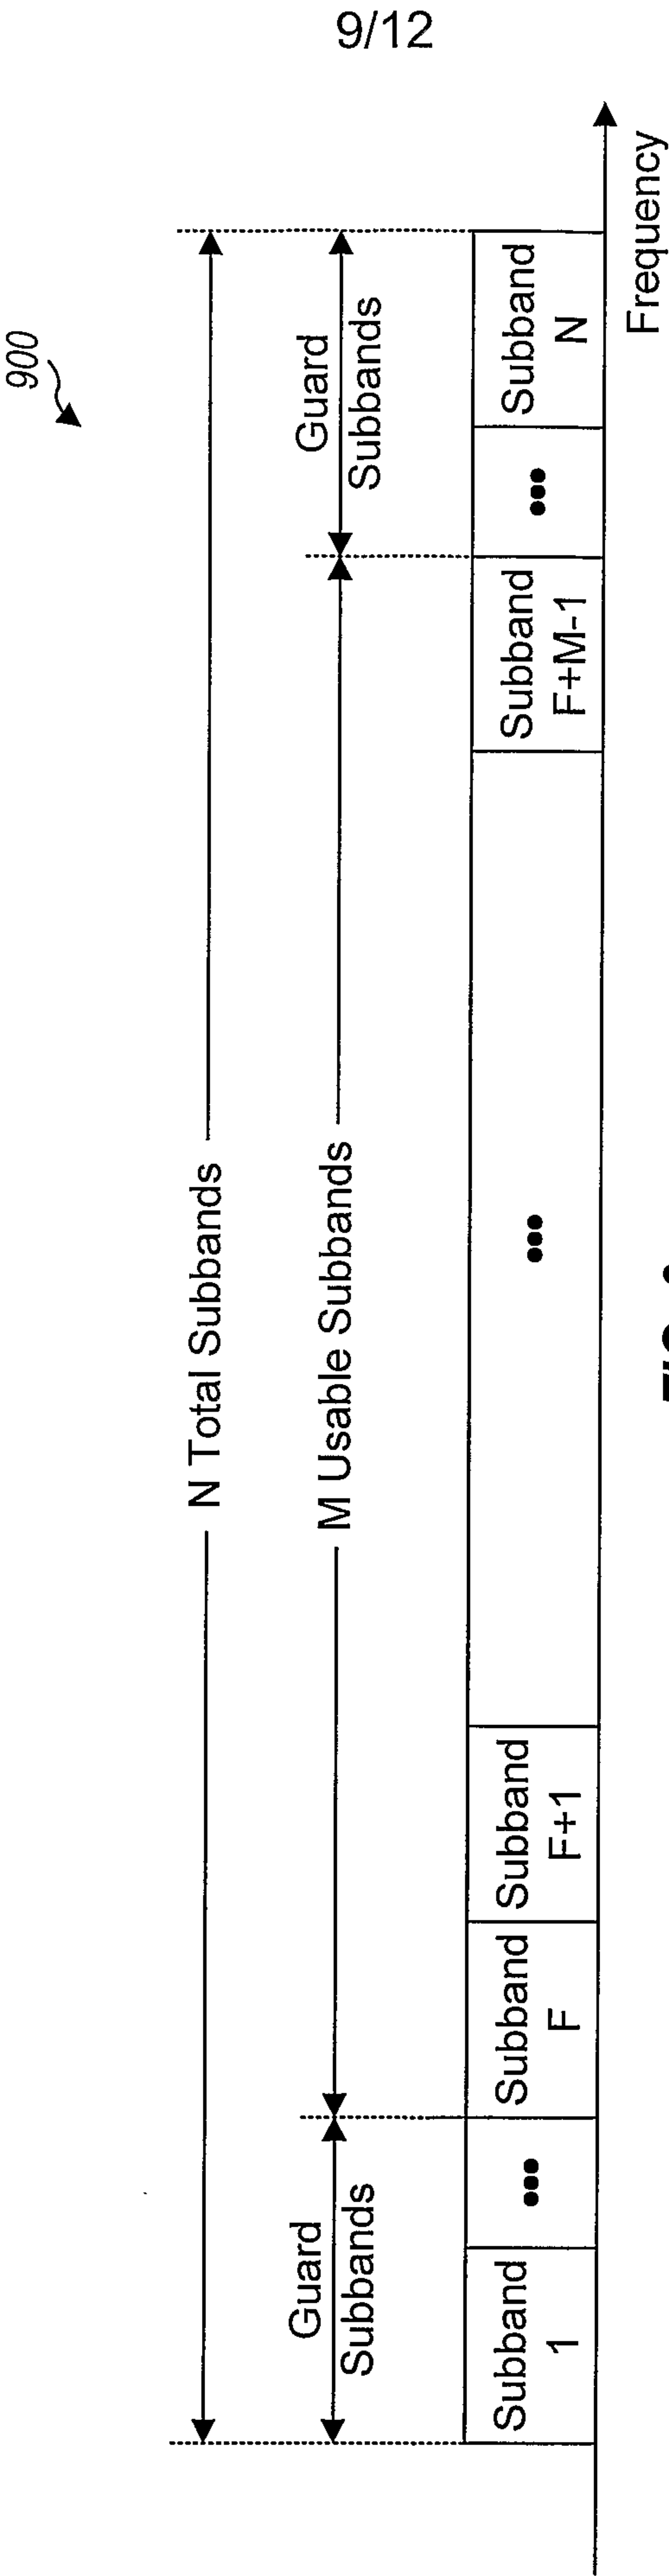 9/12
900
N Total Subbands
Guard
Subbands
M Usable Subbands
Guard
Subbands
Subband
1
•••
Subband
F
Subband
F+1
•••
Subband
F+M-1
•••
Subband
N
Frequency